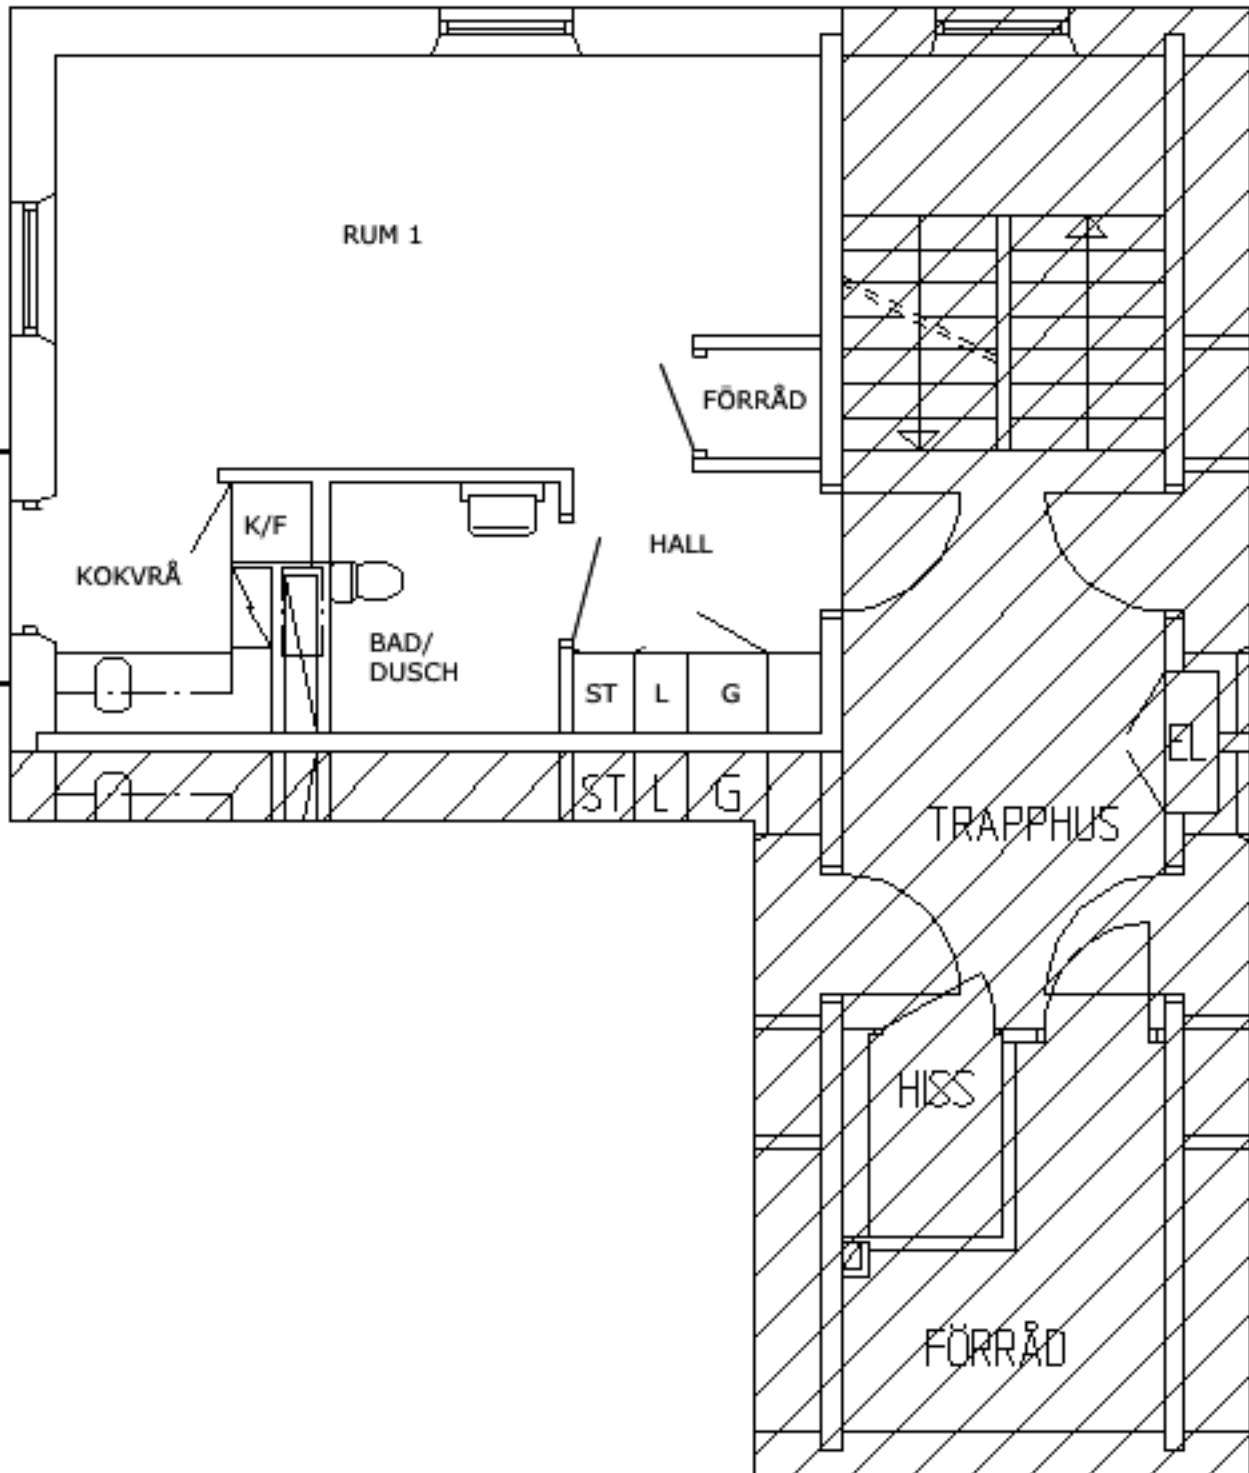 RUM 1
FÖRRÅD
K/F
HALL
KOKVRÅ
BAD/
DUSCH
ST
L
G
EL
ST
L
G
TRAPPHUS
HISS
FÖRRÅD